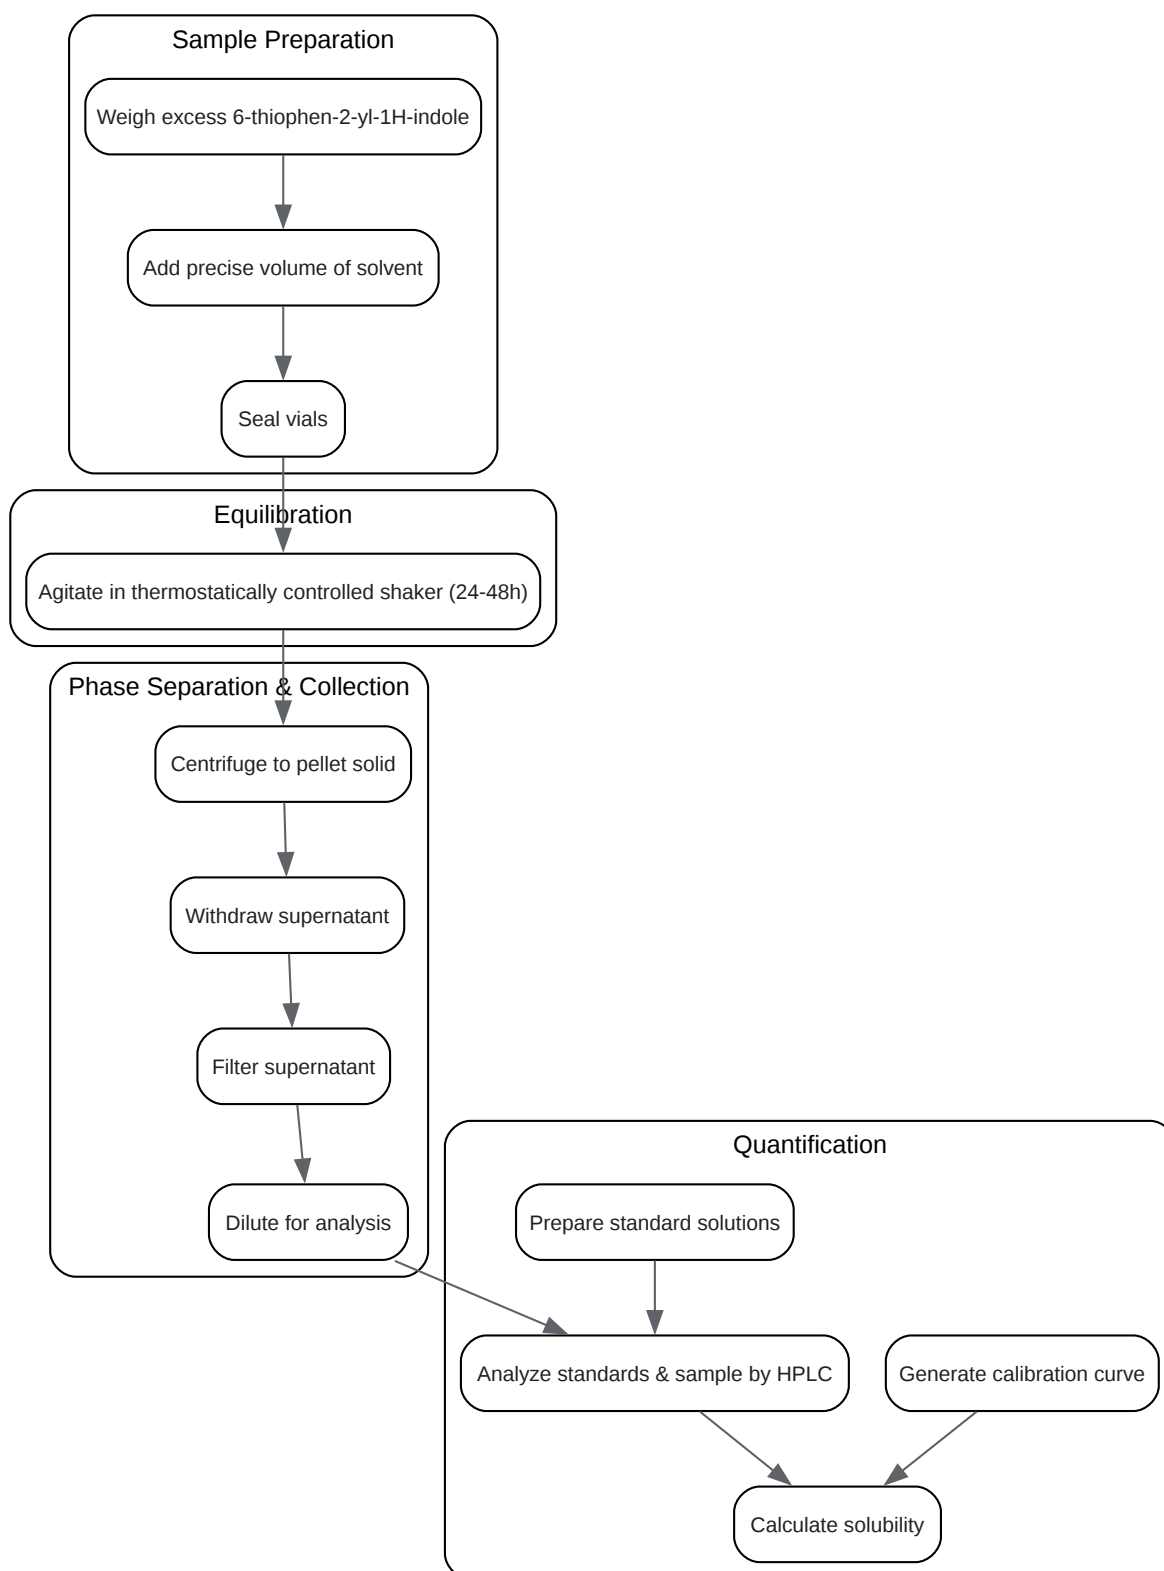 Sample Preparation
Weigh excess 6-thiophen-2-yl-1H-indole
Add precise volume of solvent
Seal vials
Equilibration
Agitate in thermostatically controlled shaker (24-48h)
Phase Separation & Collection
Centrifuge to pellet solid
Withdraw supernatant
Filter supernatant
Dilute for analysis
Quantification
Prepare standard solutions
Analyze standards & sample by HPLC
Generate calibration curve
Calculate solubility